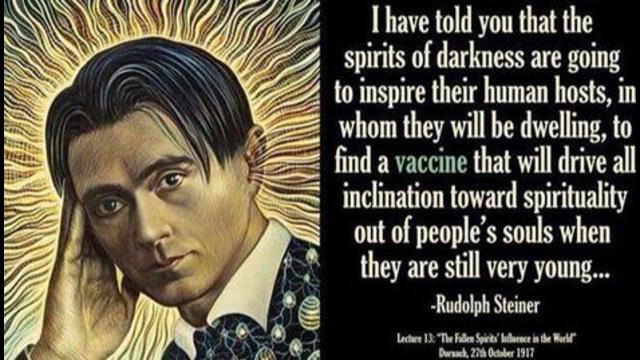 I have told you that the
spirits of darkness are going
to inspire their human hosts, in
whom they will be dwelling, to
find a vaccine that will drive all
inclination toward spirituality
out of people's souls when
they are still very young...
-Rudolph Steiner
Lecture 13: "The Fallen Spirits' Influence in the World"
Dornack, 27th October 1917